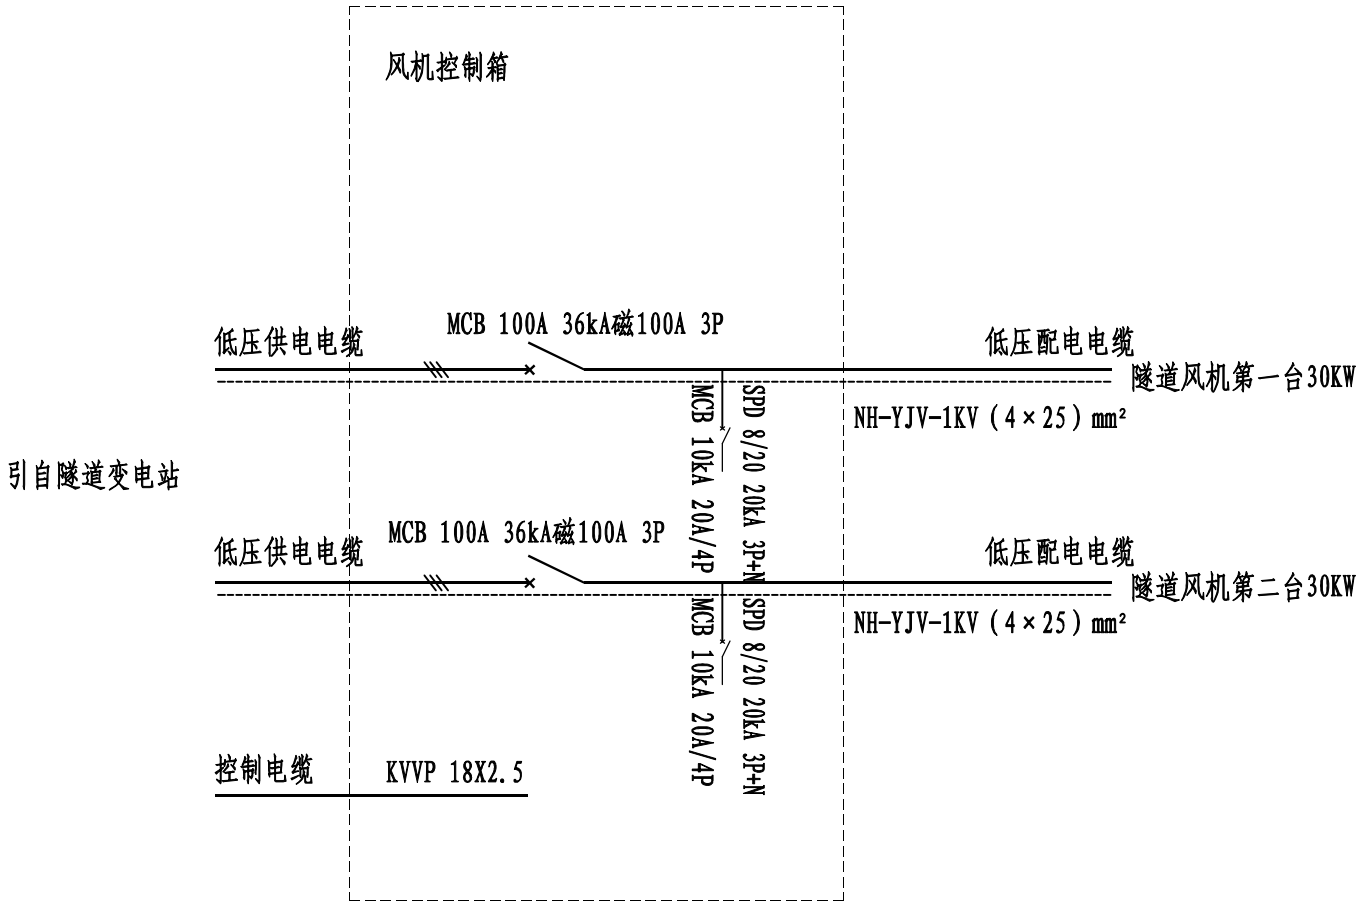 风机控制箱
MCB 100A 36kA磁100A 3P
低压供电电缆
低压配电电缆
隧道风机第一台30KW
NH-YJV-1KV（4×25）mm²
SPD 8/20 20kA 3P+N
MCB 10kA 20A/4P
引自隧道变电站
MCB 100A 36kA磁100A 3P
低压供电电缆
低压配电电缆
隧道风机第二台30KW
NH-YJV-1KV（4×25）mm²
SPD 8/20 20kA 3P+N
MCB 10kA 20A/4P
控制电缆
KVVP 18X2.5